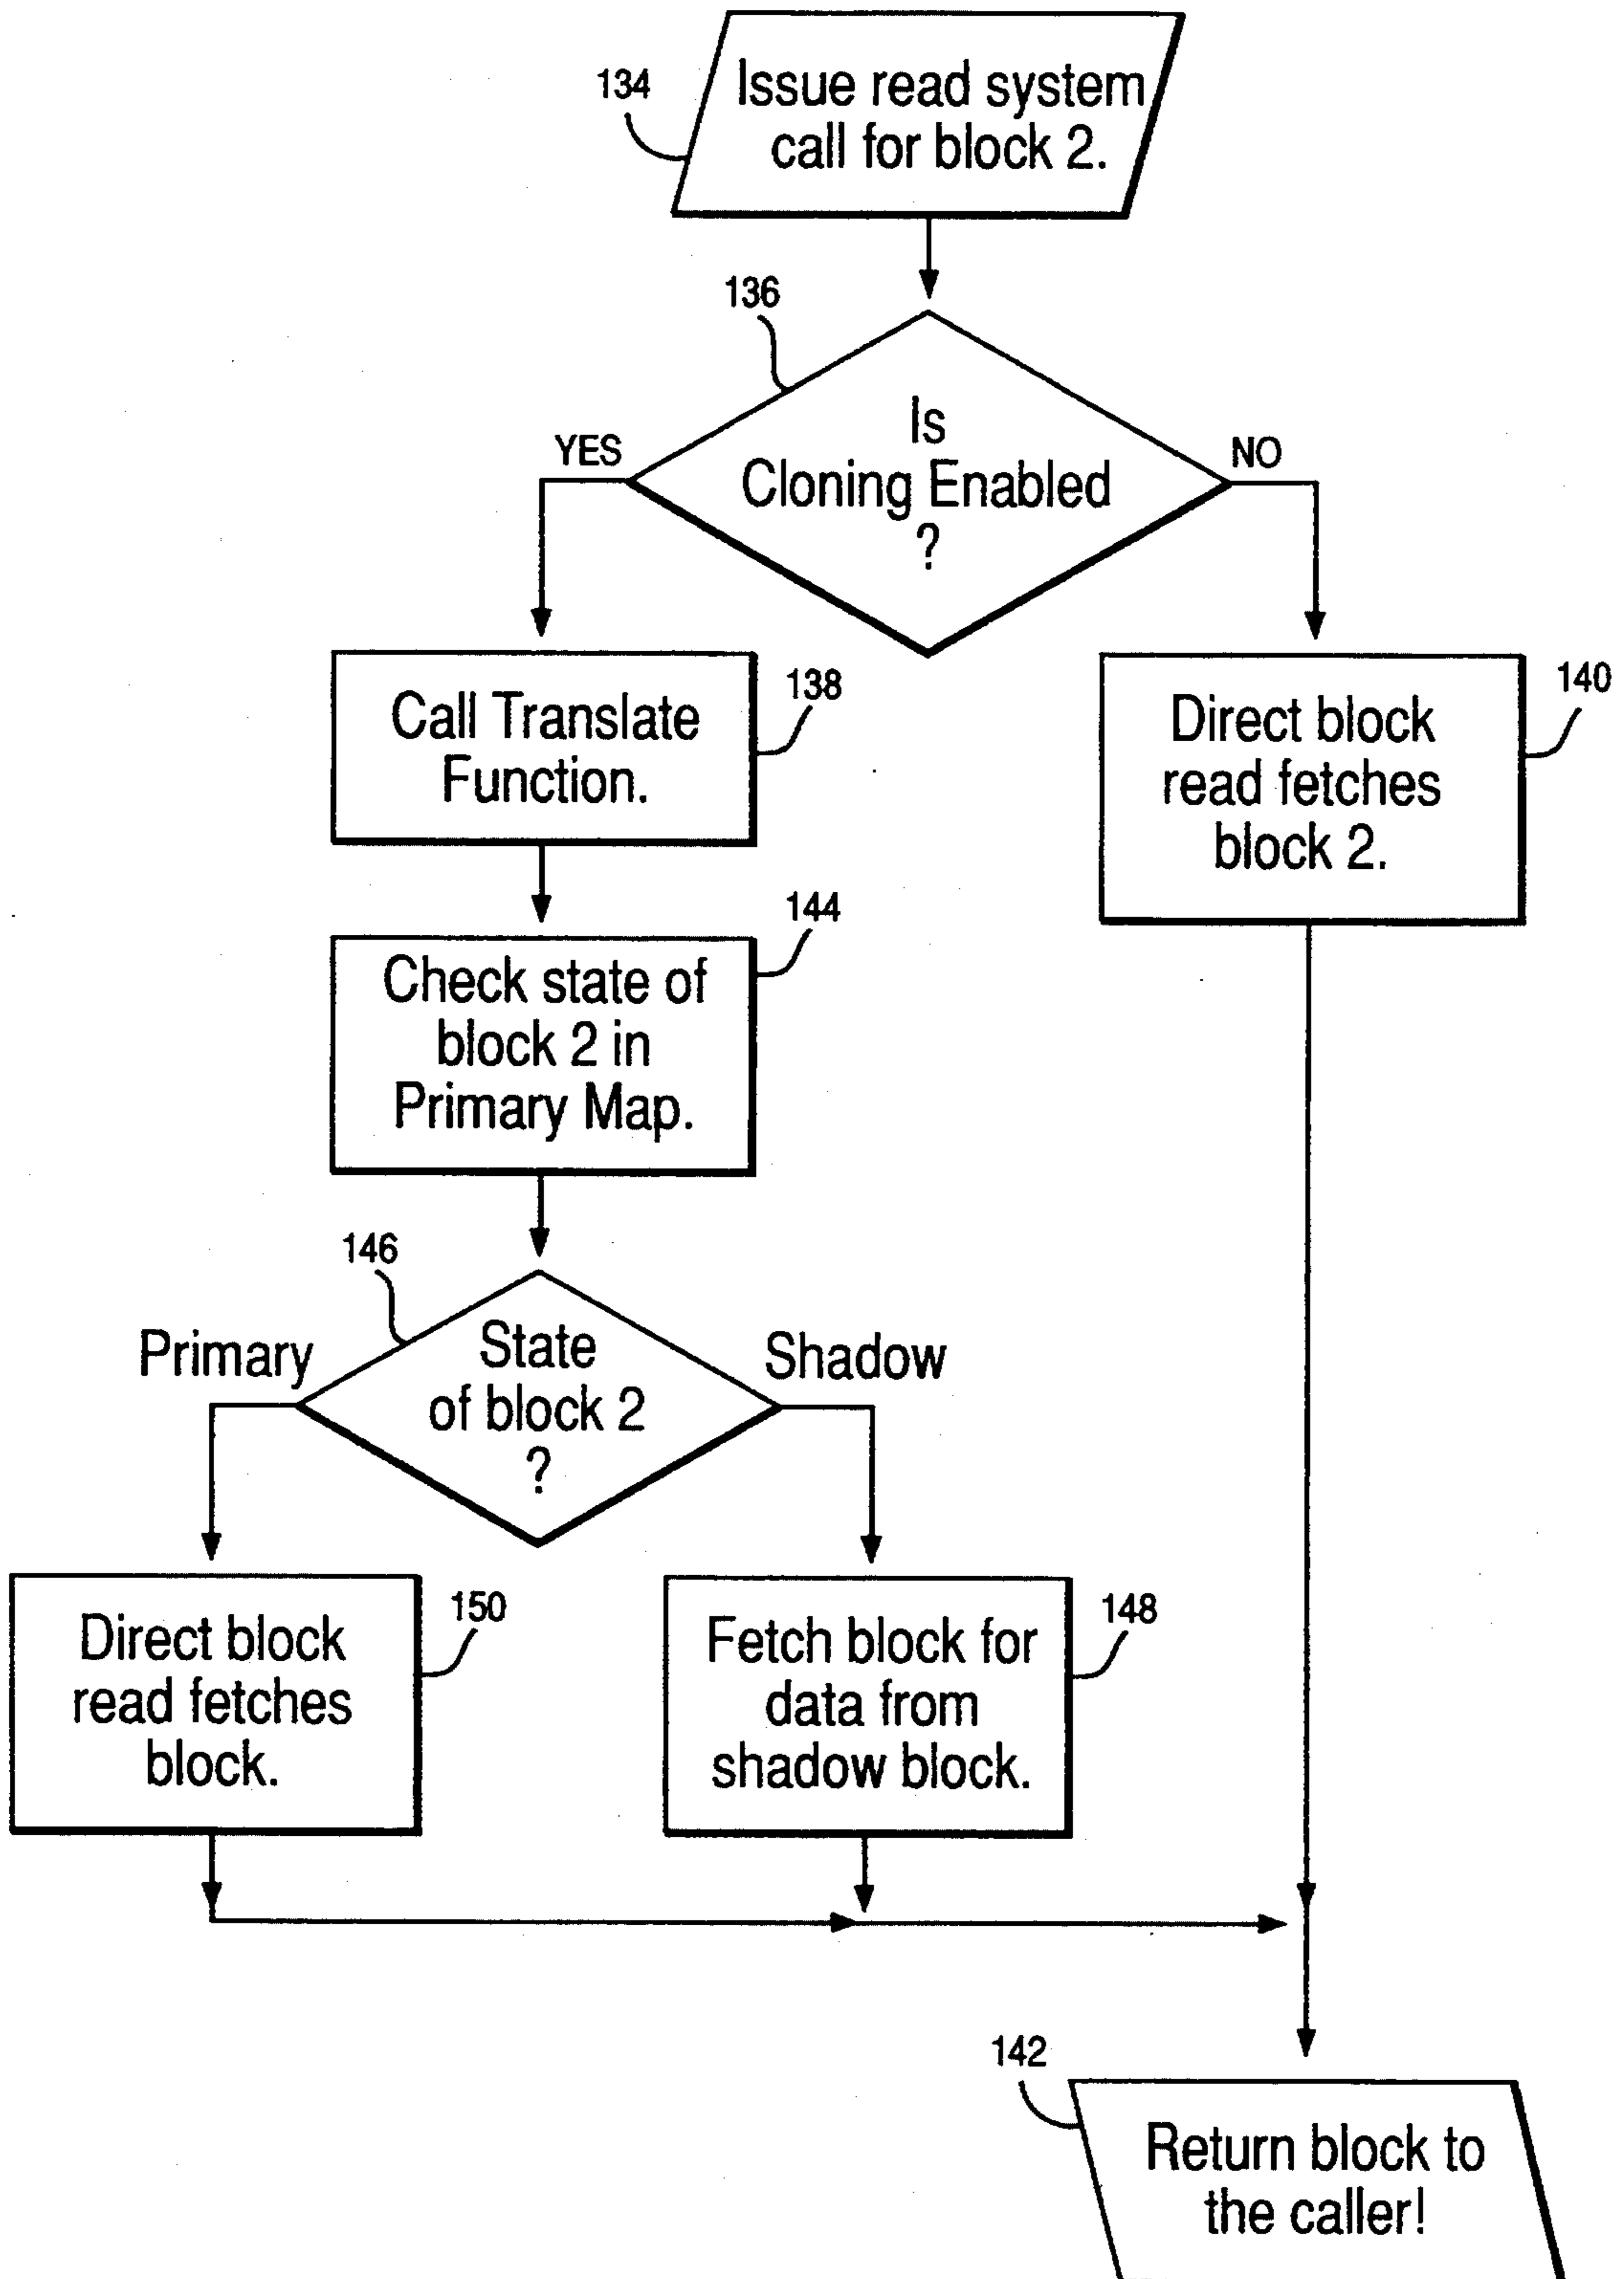 134
Issue read system
call for block 2.
136
Is
Cloning Enabled
?
YES
NO
Call Translate
Function.
138
Direct block
read fetches
block 2.
140
Check state of
block 2 in
Primary Map.
144
146
State
of block 2
?
Primary
Shadow
Direct block
read fetches
block.
150
Fetch block for
data from
shadow block.
148
142
Return block to
the caller!